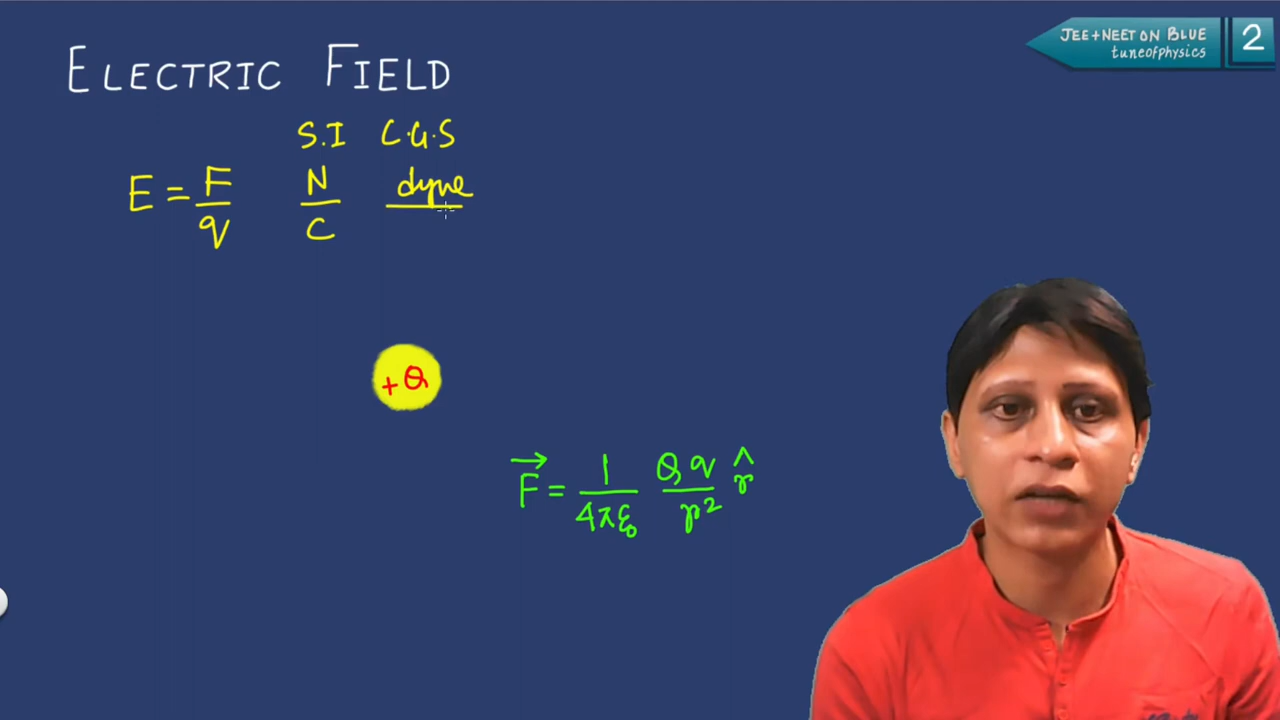 JEE+NEET ON BLUE
tuneofphysics
2
ELECTRIC FIELD
S.I C.G.S
E = F/q N/C dyne
+Q
F⃗ = 1/4πε₀ Qq/r² r̂